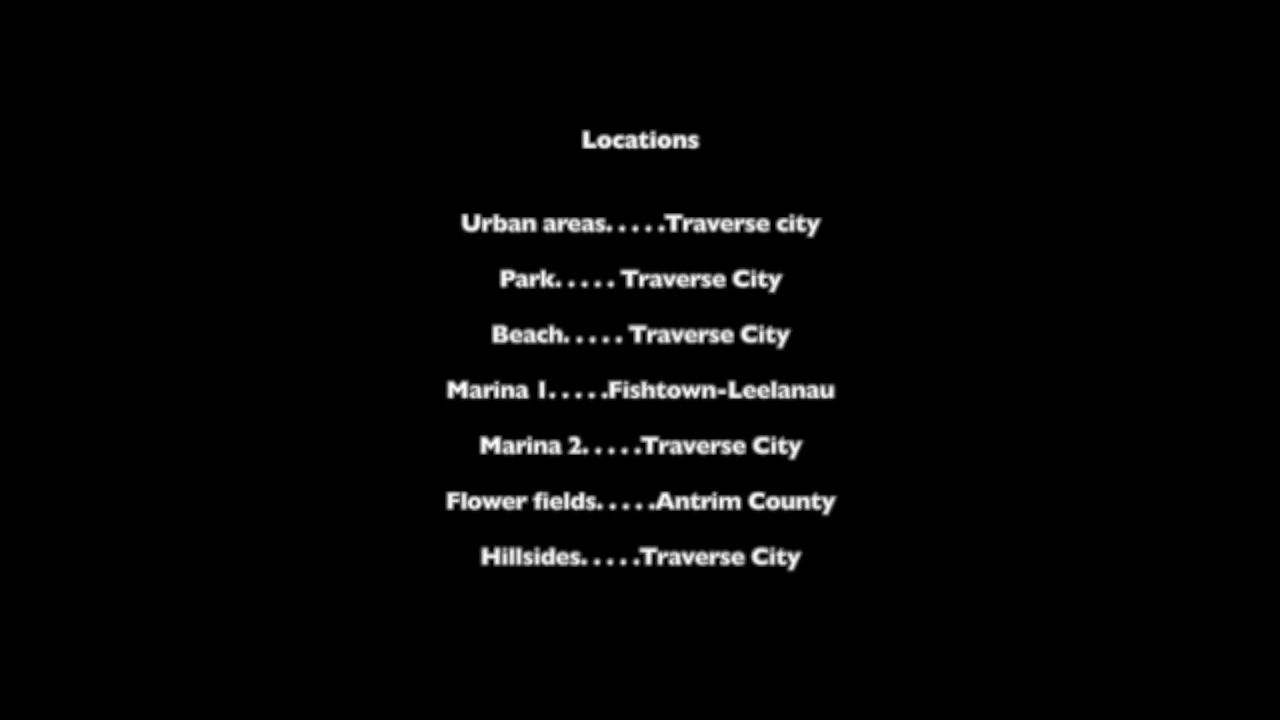 Locations
Urban areas. . . . .Traverse city
Park. . . . . Traverse City
Beach. . . . . Traverse City
Marina 1. . . . .Fishtown-Leelanau
Marina 2. . . . .Traverse City
Flower fields. . . . .Antrim County
Hillsides. . . . .Traverse City